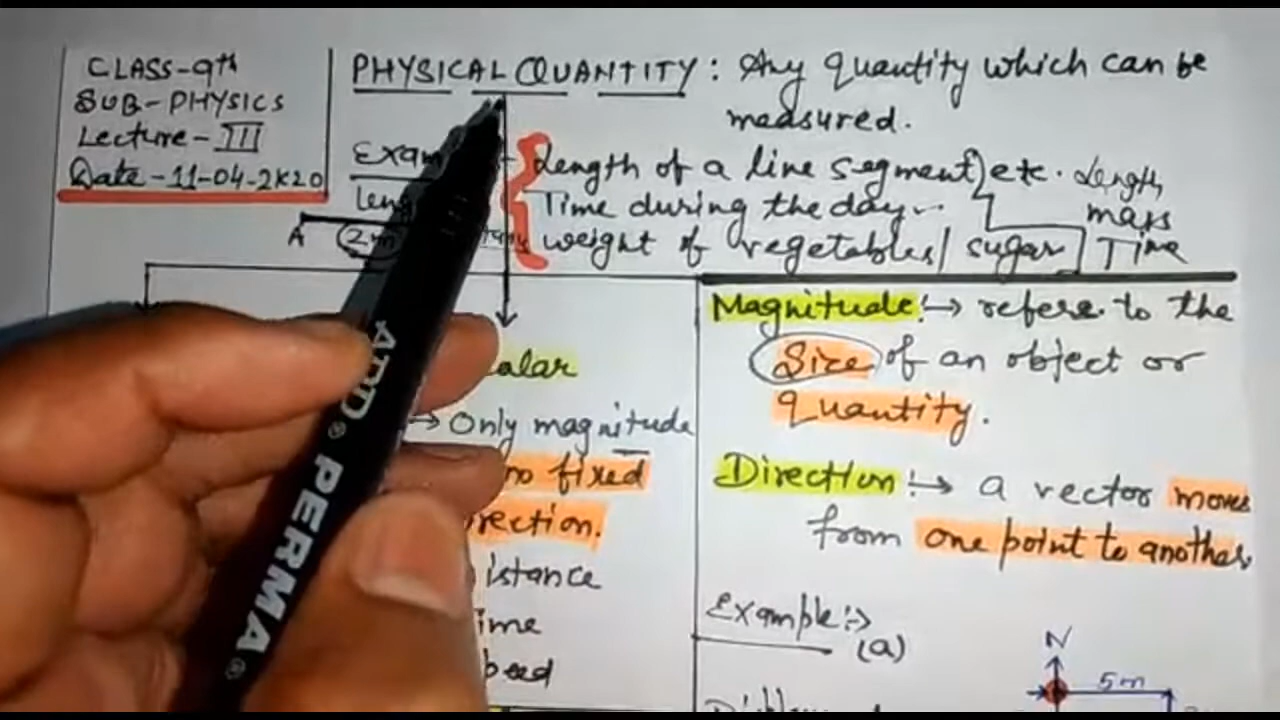 CLASS-9th
SUB-PHYSICS
Lecture-III
Date-11-04-2K20
PHYSICAL QUANTITY: Any quantity which can be
measured.
Length of a line segment) etc. Length
Time during the day..
mass
weight of vegetables/ sugar
Time
A
2m
alar
→ Only magnitude
no fixed
rection.
istance
ime
Magnitude:→ refers to the
Size of an object or
quantity.
Direction:→ a vector moves
from one point to another
Example:→
(a)
N
5m
APD PERMA